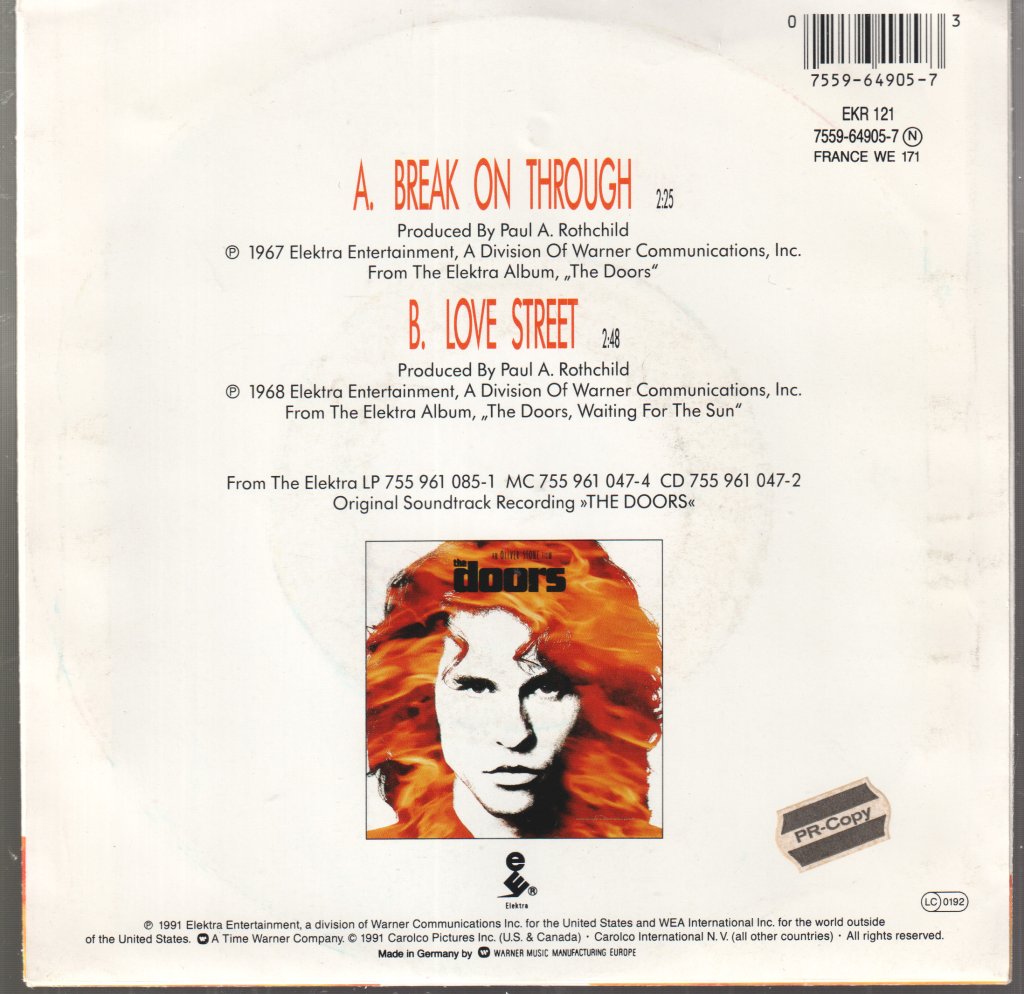 0 3
7559-64905-7
EKR 121
7559-64905-7 Ⓝ
FRANCE WE 171
A. BREAK ON THROUGH 2:25
Produced By Paul A. Rothchild
℗ 1967 Elektra Entertainment, A Division Of Warner Communications, Inc.
From The Elektra Album, „The Doors“
B. LOVE STREET 2:48
Produced By Paul A. Rothchild
℗ 1968 Elektra Entertainment, A Division Of Warner Communications, Inc.
From The Elektra Album, „The Doors, Waiting For The Sun“
From The Elektra LP 755 961 085-1 MC 755 961 047-4 CD 755 961 047-2
Original Soundtrack Recording »THE DOORS«
AN OLIVER STONE FILM
the doors
PR-Copy
e E ®
Elektra
LC 0192
℗ 1991 Elektra Entertainment, a division of Warner Communications Inc. for the United States and WEA International Inc. for the world outside
of the United States. A Time Warner Company. © 1991 Carolco Pictures Inc. (U.S. & Canada) · Carolco International N. V. (all other countries) · All rights reserved.
Made in Germany by WARNER MUSIC MANUFACTURING EUROPE